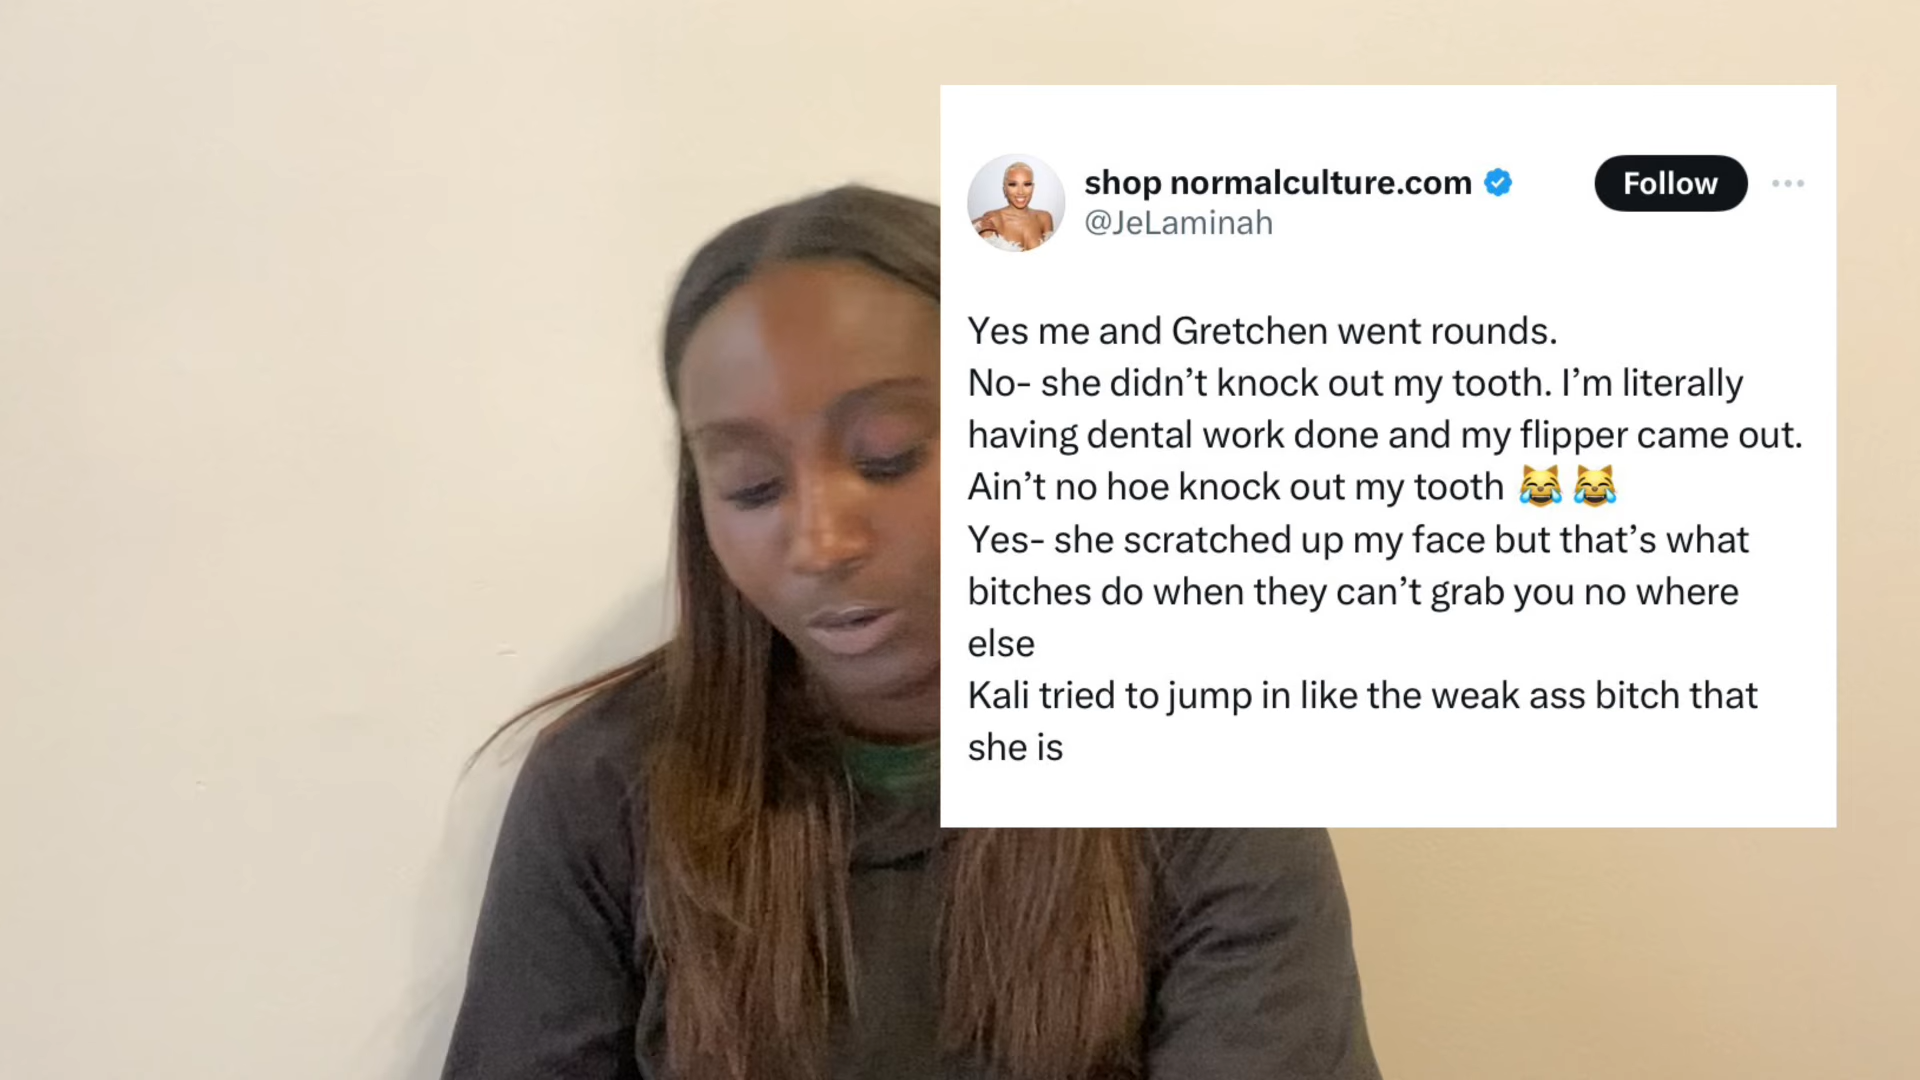 shop normalculture.com
Follow
@JeLaminah
Yes me and Gretchen went rounds.
No- she didn’t knock out my tooth. I’m literally
having dental work done and my flipper came out.
Ain’t no hoe knock out my tooth 😹 😹
Yes- she scratched up my face but that’s what
bitches do when they can’t grab you no where
else
Kali tried to jump in like the weak ass bitch that
she is